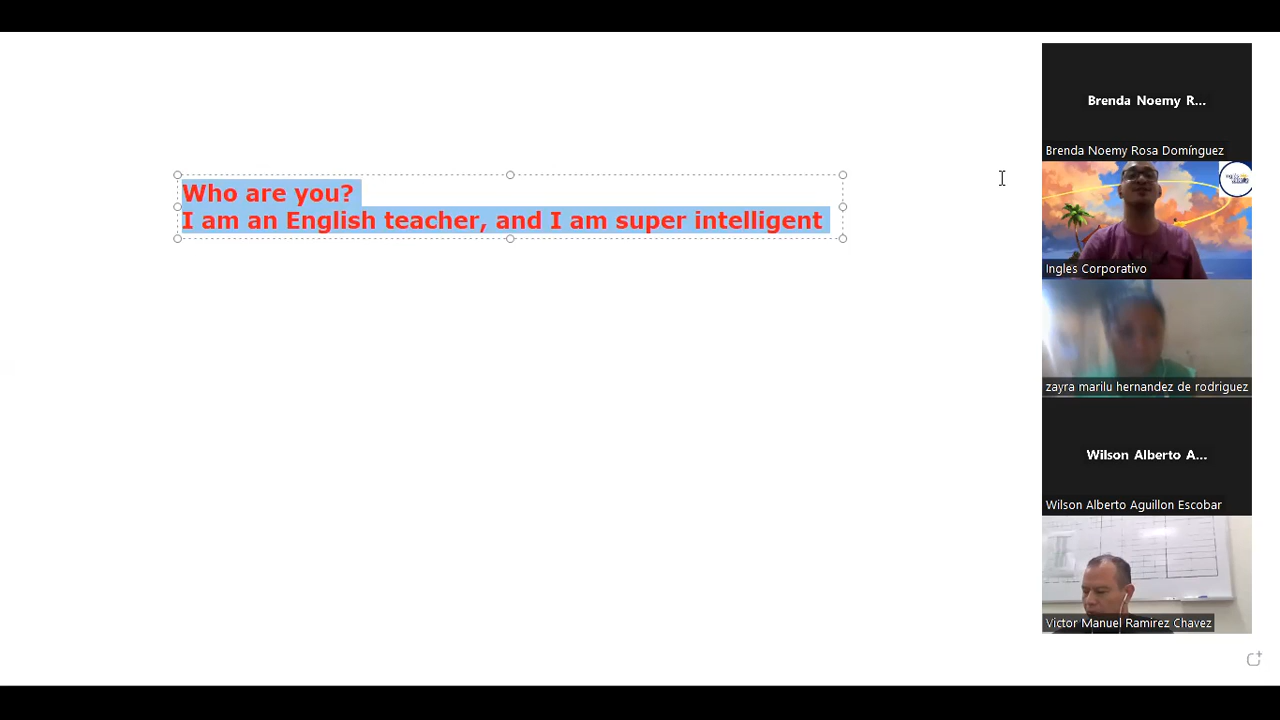 Who are you?
I am an English teacher, and I am super intelligent
Brenda Noemy R...
Brenda Noemy Rosa Domínguez
Ingles Corporativo
zayra marilu hernandez de rodriguez
Wilson Alberto A...
Wilson Alberto Aguillon Escobar
Victor Manuel Ramirez Chavez